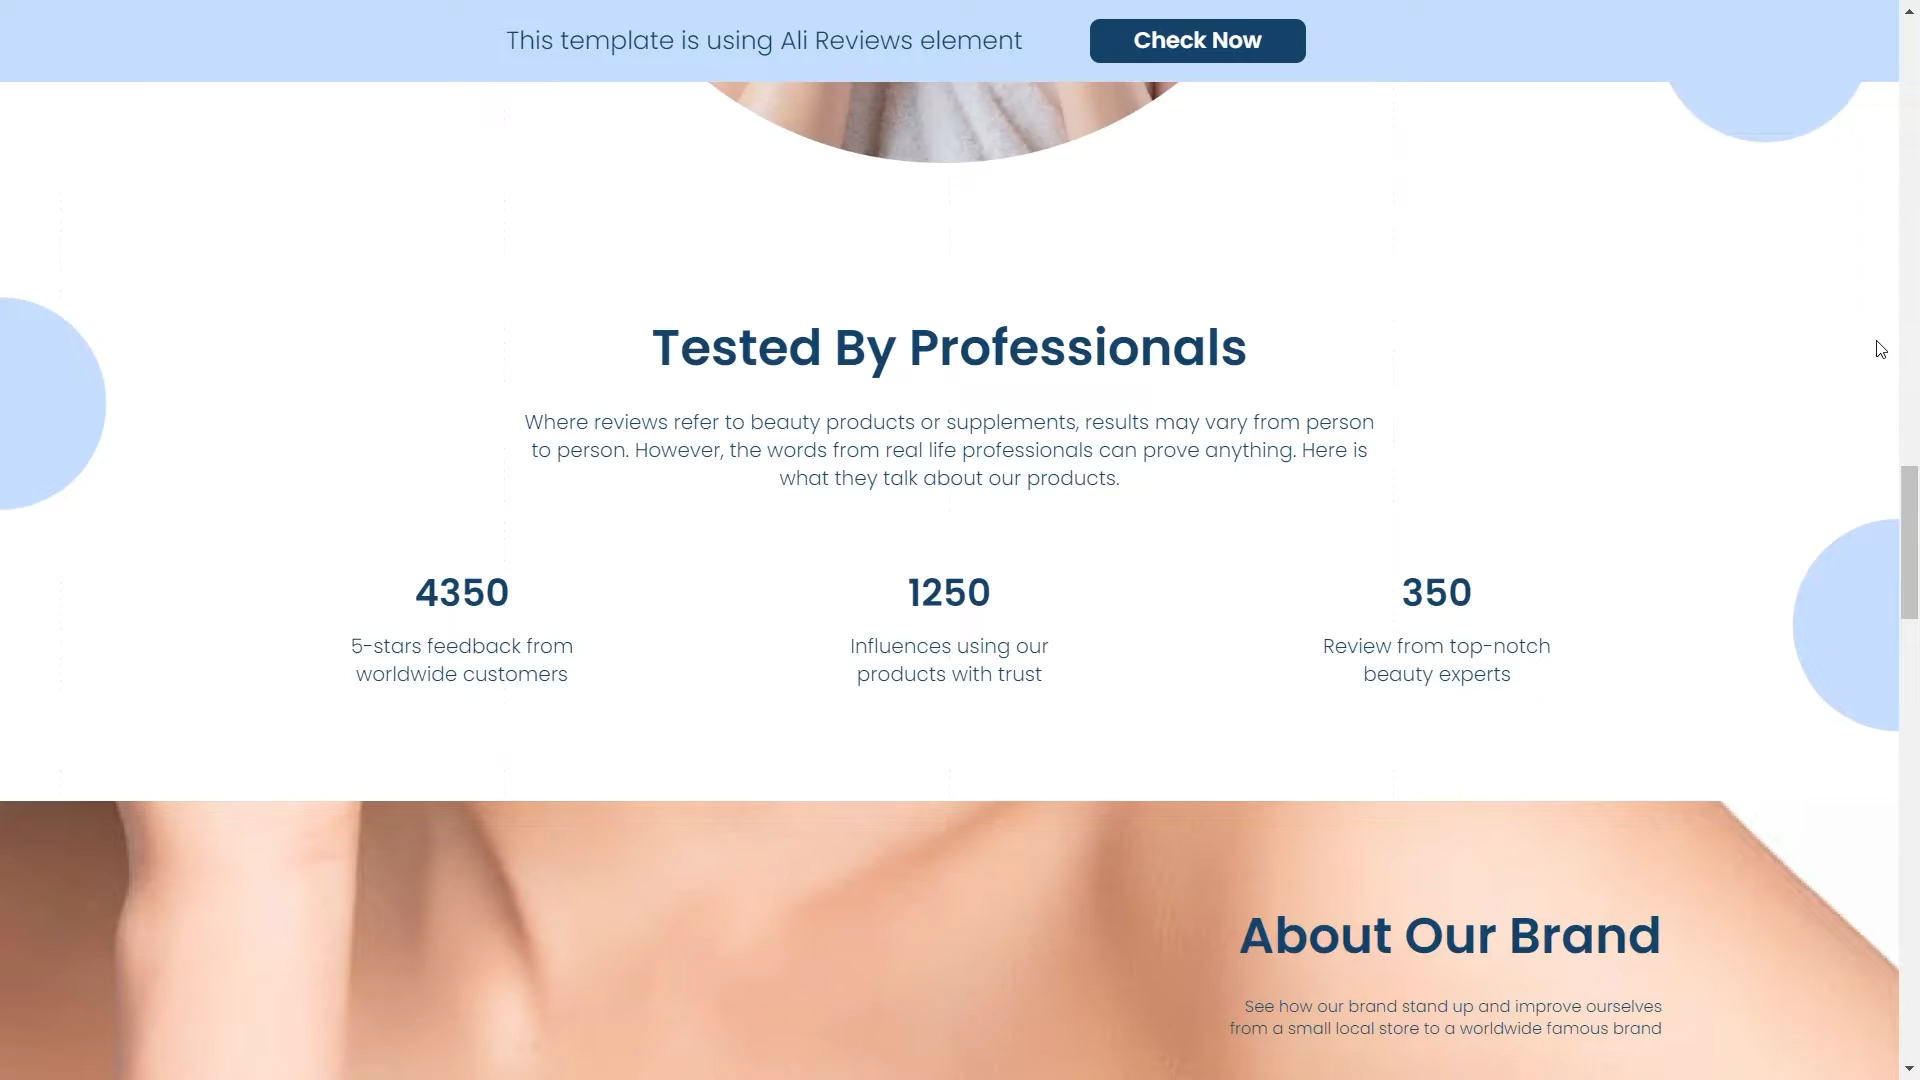 This template is using Ali Reviews element
Check Now
Tested By Professionals
Where reviews refer to beauty products or supplements, results may vary from person
to person. However, the words from real life professionals can prove anything. Here is
what they talk about our products.
4350
5-stars feedback from
worldwide customers
1250
Influences using our
products with trust
350
Review from top-notch
beauty experts
About Our Brand
See how our brand stand up and improve ourselves
from a small local store to a worldwide famous brand